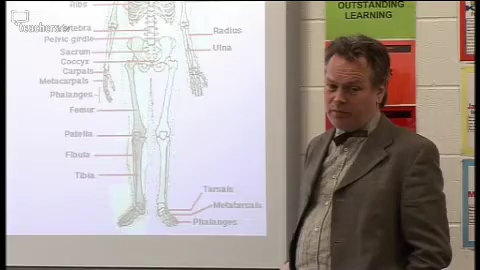 Ribs
teachers.tv
Vertebra
Radius
Pelvic girdle
Ulna
Sacrum
Coccyx
Carpals
Metacarpals
Phalanges
Femur
Patella
Fibula
Tibia
Tarsals
Metatarsals
Phalanges
OUTSTANDING
LEARNING